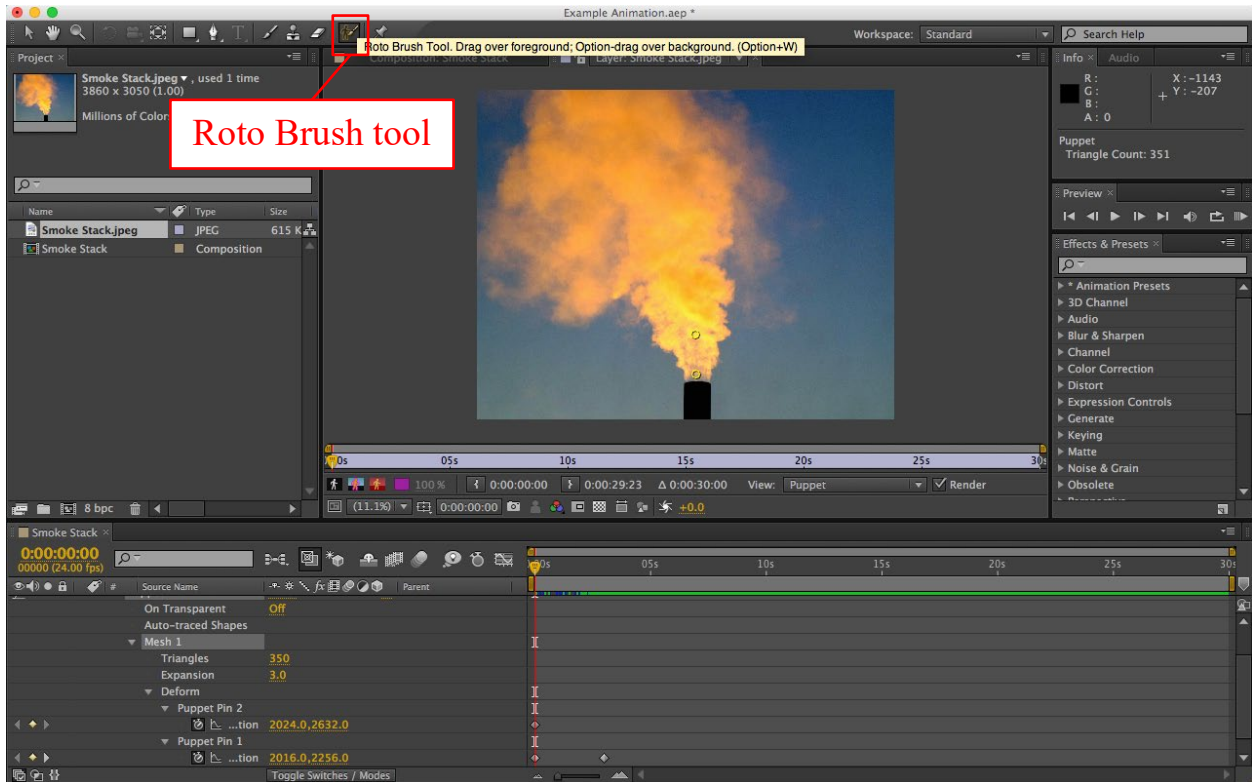 Example Animation.aep *
T
Workspace: Standard
Search Help
Roto Brush Tool. Drag over foreground; Option-drag over background. (Option+W)
Project
Composition: Smoke Stack
Layer: Smoke Stack.jpeg
Info
Audio
Smoke Stack.jpeg , used 1 time
3860 x 3050 (1.00)
Millions of Color
Roto Brush tool
R :
G :
B :
A : 0
X : -1143
Y : -207
Puppet
Triangle Count: 351
Preview
Name
Type
Size
Smoke Stack.jpeg
JPEG
615 K
Smoke Stack
Composition
Effects & Presets
* Animation Presets
3D Channel
Audio
Blur & Sharpen
Channel
Color Correction
Distort
Expression Controls
Generate
Keying
Matte
Noise & Grain
Obsolete
05s
10s
15s
20s
25s
100 %
0:00:00:00
0:00:29:23
Δ 0:00:30:00
View: Puppet
Render
8 bpc
(11.1%)
0:00:00:00
+0.0
Smoke Stack
0:00:00:00
00000 (24.00 fps)
05s
10s
15s
20s
25s
#
Source Name
fx
Parent
On Transparent
Off
Auto-traced Shapes
Mesh 1
Triangles
350
Expansion
3.0
Deform
Puppet Pin 2
...tion
2024.0,2632.0
Puppet Pin 1
...tion
2016.0,2256.0
Toggle Switches / Modes